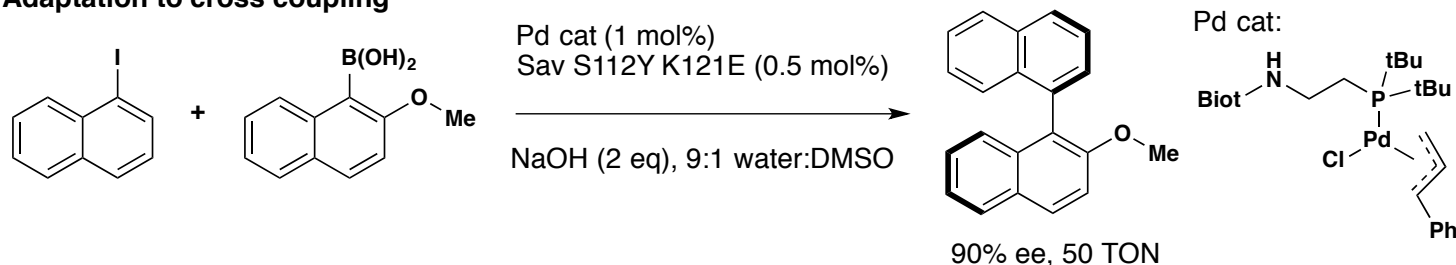 Adaptation to cross coupling
I
+
B(OH)₂
O
Me
Pd cat (1 mol%)
Sav S112Y K121E (0.5 mol%)
NaOH (2 eq), 9:1 water:DMSO
O
Me
90% ee, 50 TON
Pd cat:
H
N
Biot
tBu
P
tBu
Pd
Cl
Ph